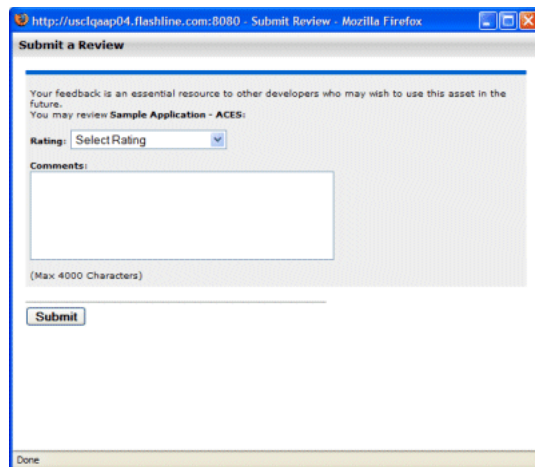 http://usclqaap04.flashline.com:8080 - Submit Review - Mozilla Firefox
Submit a Review
Your feedback is an essential resource to other developers who may wish to use this asset in the
future.
You may review Sample Application - ACES:
Rating: Select Rating
Comments:
(Max 4000 Characters)
Submit
Done